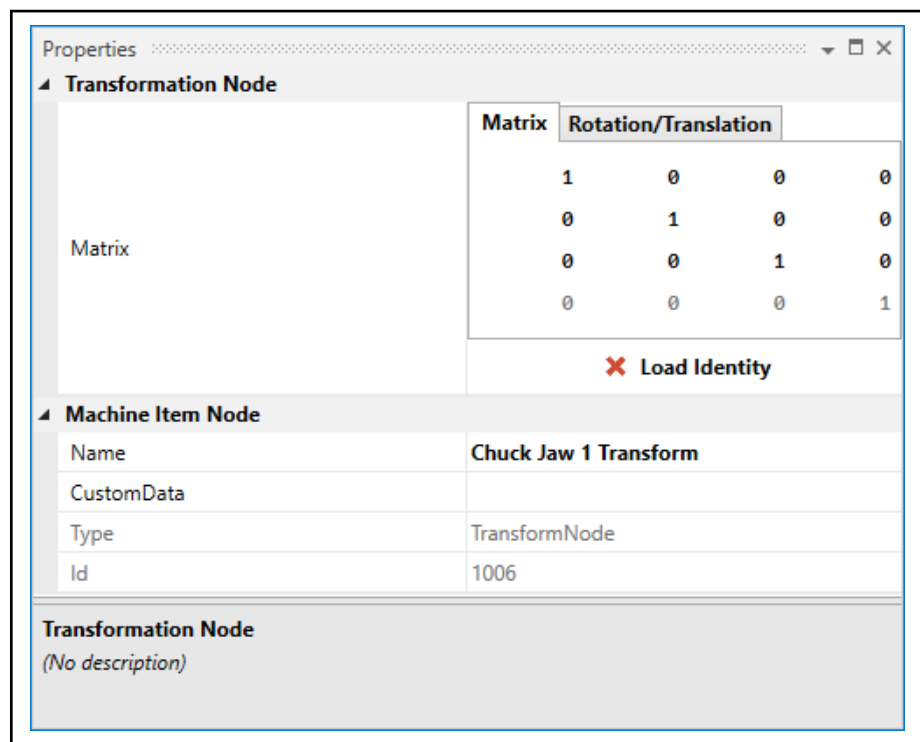 Properties
Transformation Node
Matrix Rotation/Translation
1 0 0 0
0 1 0 0
Matrix
0 0 1 0
0 0 0 1
Load Identity
Machine Item Node
Name Chuck Jaw 1 Transform
CustomData
Type TransformNode
Id 1006
Transformation Node
(No description)